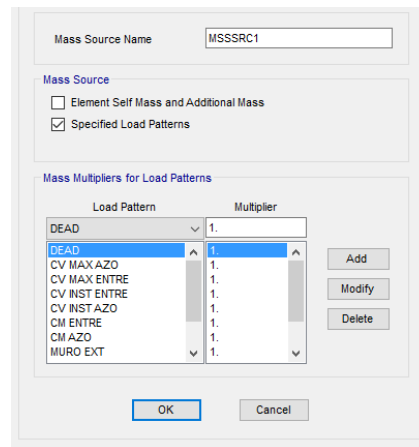 Mass Source Name MSSSRC1
Mass Source
Element Self Mass and Additional Mass
Specified Load Patterns
Mass Multipliers for Load Patterns
Load Pattern Multiplier
DEAD 1.
DEAD 1.
CV MAX AZO 1.
CV MAX ENTRE 1.
CV INST ENTRE 1.
CV INST AZO 1.
CM ENTRE 1.
CM AZO 1.
MURO EXT 1.
Add
Modify
Delete
OK Cancel